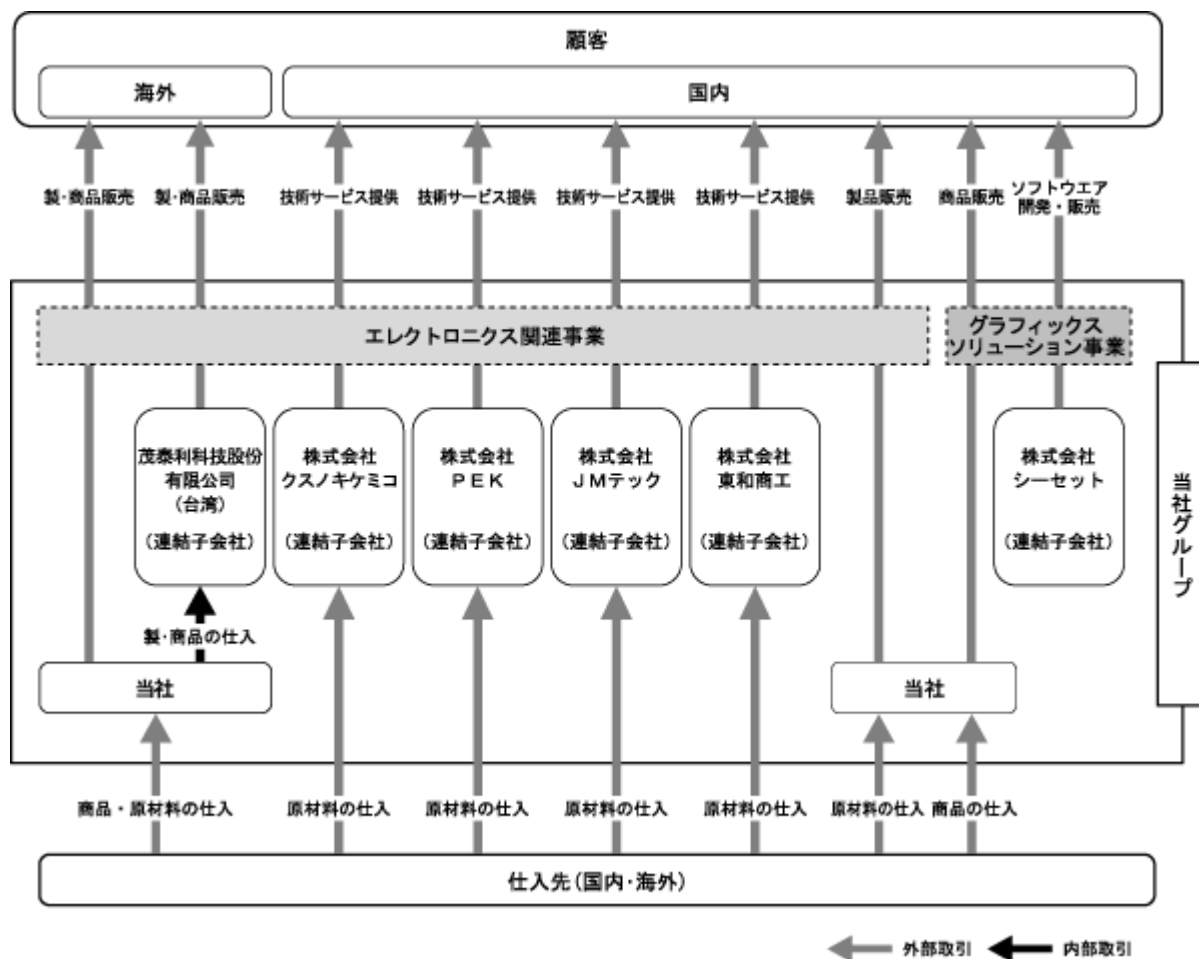 顧客
海外
国内
製・商品販売
製・商品販売
技術サービス提供
技術サービス提供
技術サービス提供
技術サービス提供
製品販売
商品販売
ソフトウエア
開発・販売
エレクトロニクス関連事業
グラフィックス
ソリューション事業
茂泰利科技股份
有限公司
(台湾)
(連結子会社)
株式会社
クスノキケミコ
(連結子会社)
株式会社
ＰＥＫ
(連結子会社)
株式会社
ＪＭテック
(連結子会社)
株式会社
東和商工
(連結子会社)
株式会社
シーセット
(連結子会社)
当社グループ
製・商品の仕入
当社
当社
商品・原材料の仕入
原材料の仕入
原材料の仕入
原材料の仕入
原材料の仕入
原材料の仕入
商品の仕入
仕入先(国内・海外)
外部取引
内部取引